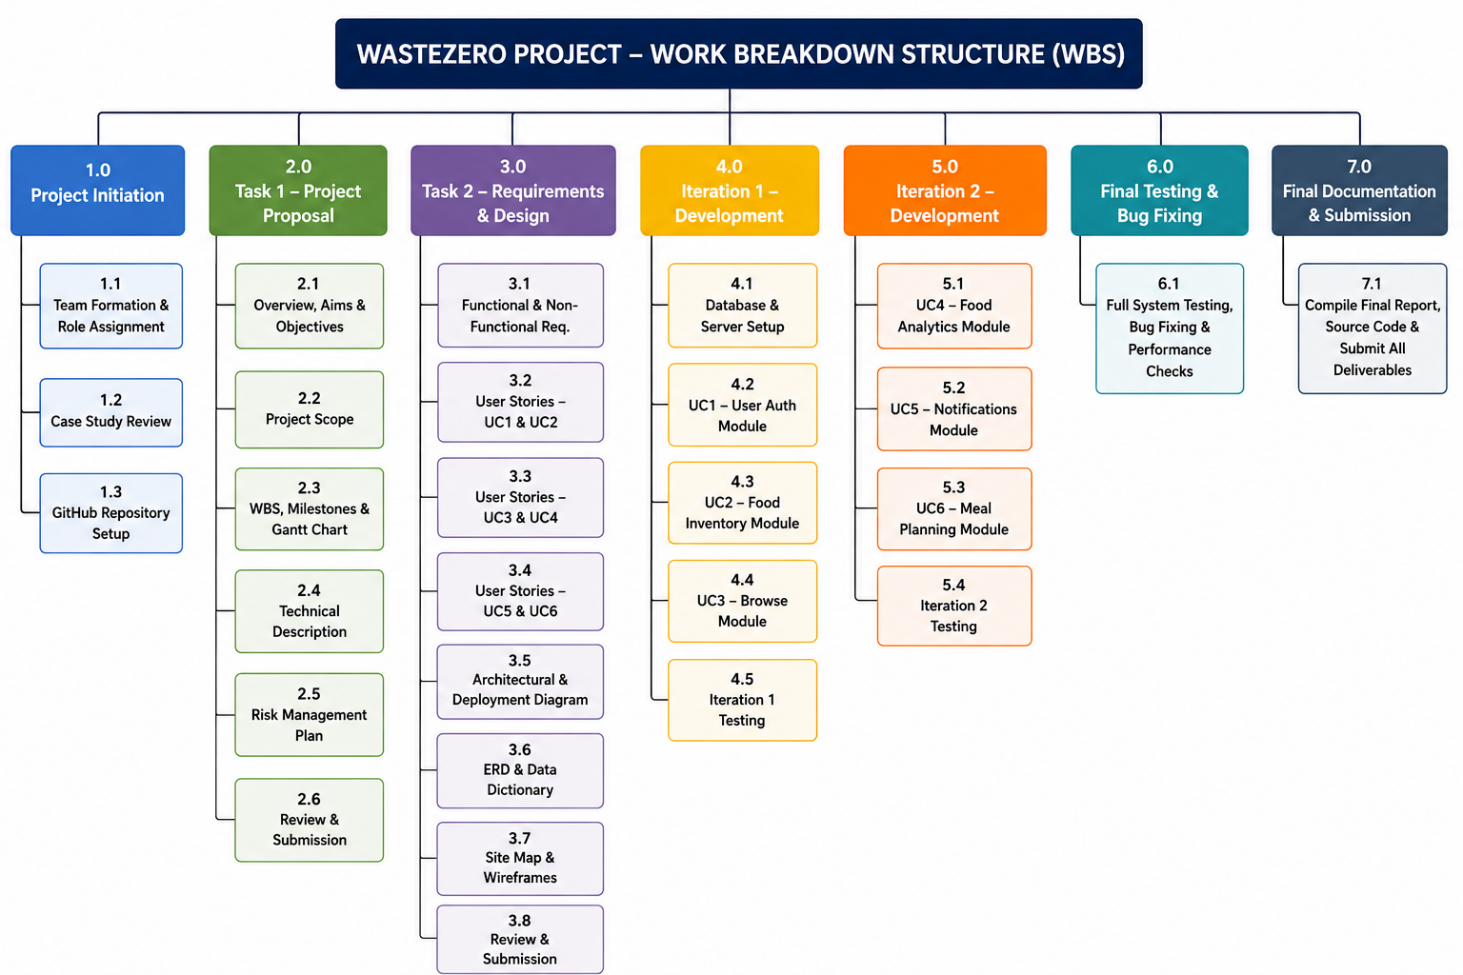 WASTEZERO PROJECT – WORK BREAKDOWN STRUCTURE (WBS)
1.0
Project Initiation
1.1
Team Formation &
Role Assignment
1.2
Case Study Review
1.3
GitHub Repository
Setup
2.0
Task 1 – Project
Proposal
2.1
Overview, Aims &
Objectives
2.2
Project Scope
2.3
WBS, Milestones &
Gantt Chart
2.4
Technical
Description
2.5
Risk Management
Plan
2.6
Review &
Submission
3.0
Task 2 – Requirements
& Design
3.1
Functional & Non-
Functional Req.
3.2
User Stories –
UC1 & UC2
3.3
User Stories –
UC3 & UC4
3.4
User Stories –
UC5 & UC6
3.5
Architectural &
Deployment Diagram
3.6
ERD & Data
Dictionary
3.7
Site Map &
Wireframes
3.8
Review &
Submission
4.0
Iteration 1 –
Development
4.1
Database &
Server Setup
4.2
UC1 – User Auth
Module
4.3
UC2 – Food
Inventory Module
4.4
UC3 – Browse
Module
4.5
Iteration 1
Testing
5.0
Iteration 2 –
Development
5.1
UC4 – Food
Analytics Module
5.2
UC5 – Notifications
Module
5.3
UC6 – Meal
Planning Module
5.4
Iteration 2
Testing
6.0
Final Testing &
Bug Fixing
6.1
Full System Testing,
Bug Fixing &
Performance
Checks
7.0
Final Documentation
& Submission
7.1
Compile Final Report,
Source Code &
Submit All
Deliverables